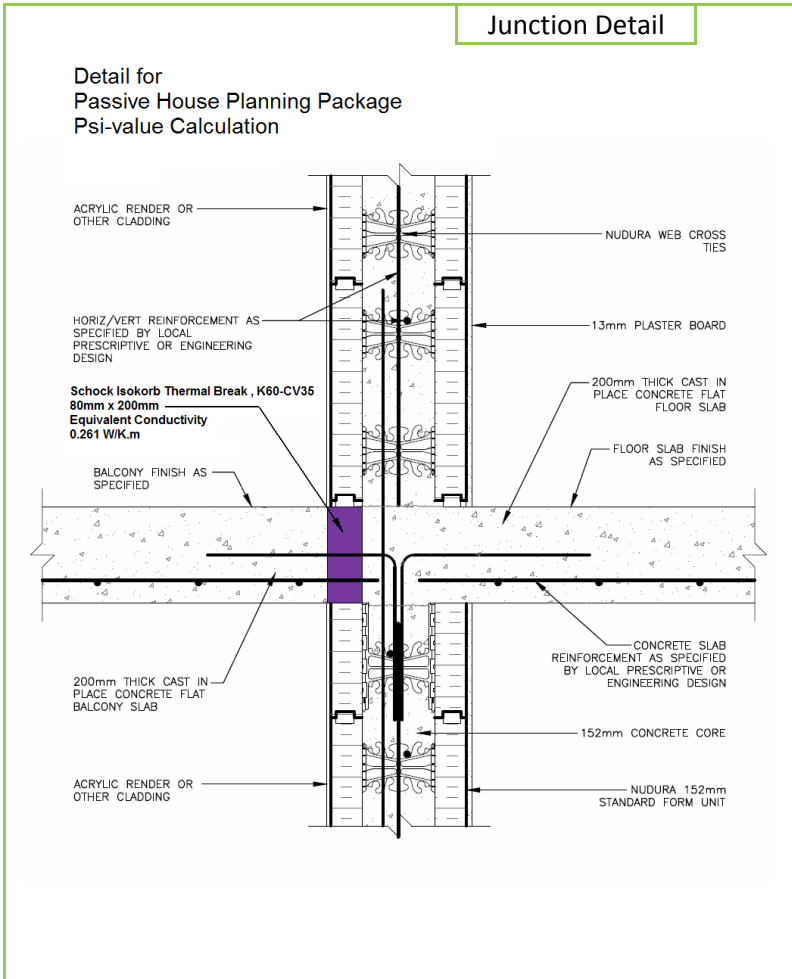 Junction Detail
Detail for
Passive House Planning Package
Psi-value Calculation
ACRYLIC RENDER OR
OTHER CLADDING
NUDURA WEB CROSS
TIES
HORIZ/VERT REINFORCEMENT AS
SPECIFIED BY LOCAL
PRESCRIPTIVE OR ENGINEERING
DESIGN
13mm PLASTER BOARD
Schock Isokorb Thermal Break , K60-CV35
80mm x 200mm
Equivalent Conductivity
0.261 W/K.m
200mm THICK CAST IN
PLACE CONCRETE FLAT
FLOOR SLAB
BALCONY FINISH AS
SPECIFIED
FLOOR SLAB FINISH
AS SPECIFIED
200mm THICK CAST IN
PLACE CONCRETE FLAT
BALCONY SLAB
CONCRETE SLAB
REINFORCEMENT AS SPECIFIED
BY LOCAL PRESCRIPTIVE OR
ENGINEERING DESIGN
152mm CONCRETE CORE
ACRYLIC RENDER OR
OTHER CLADDING
NUDURA 152mm
STANDARD FORM UNIT